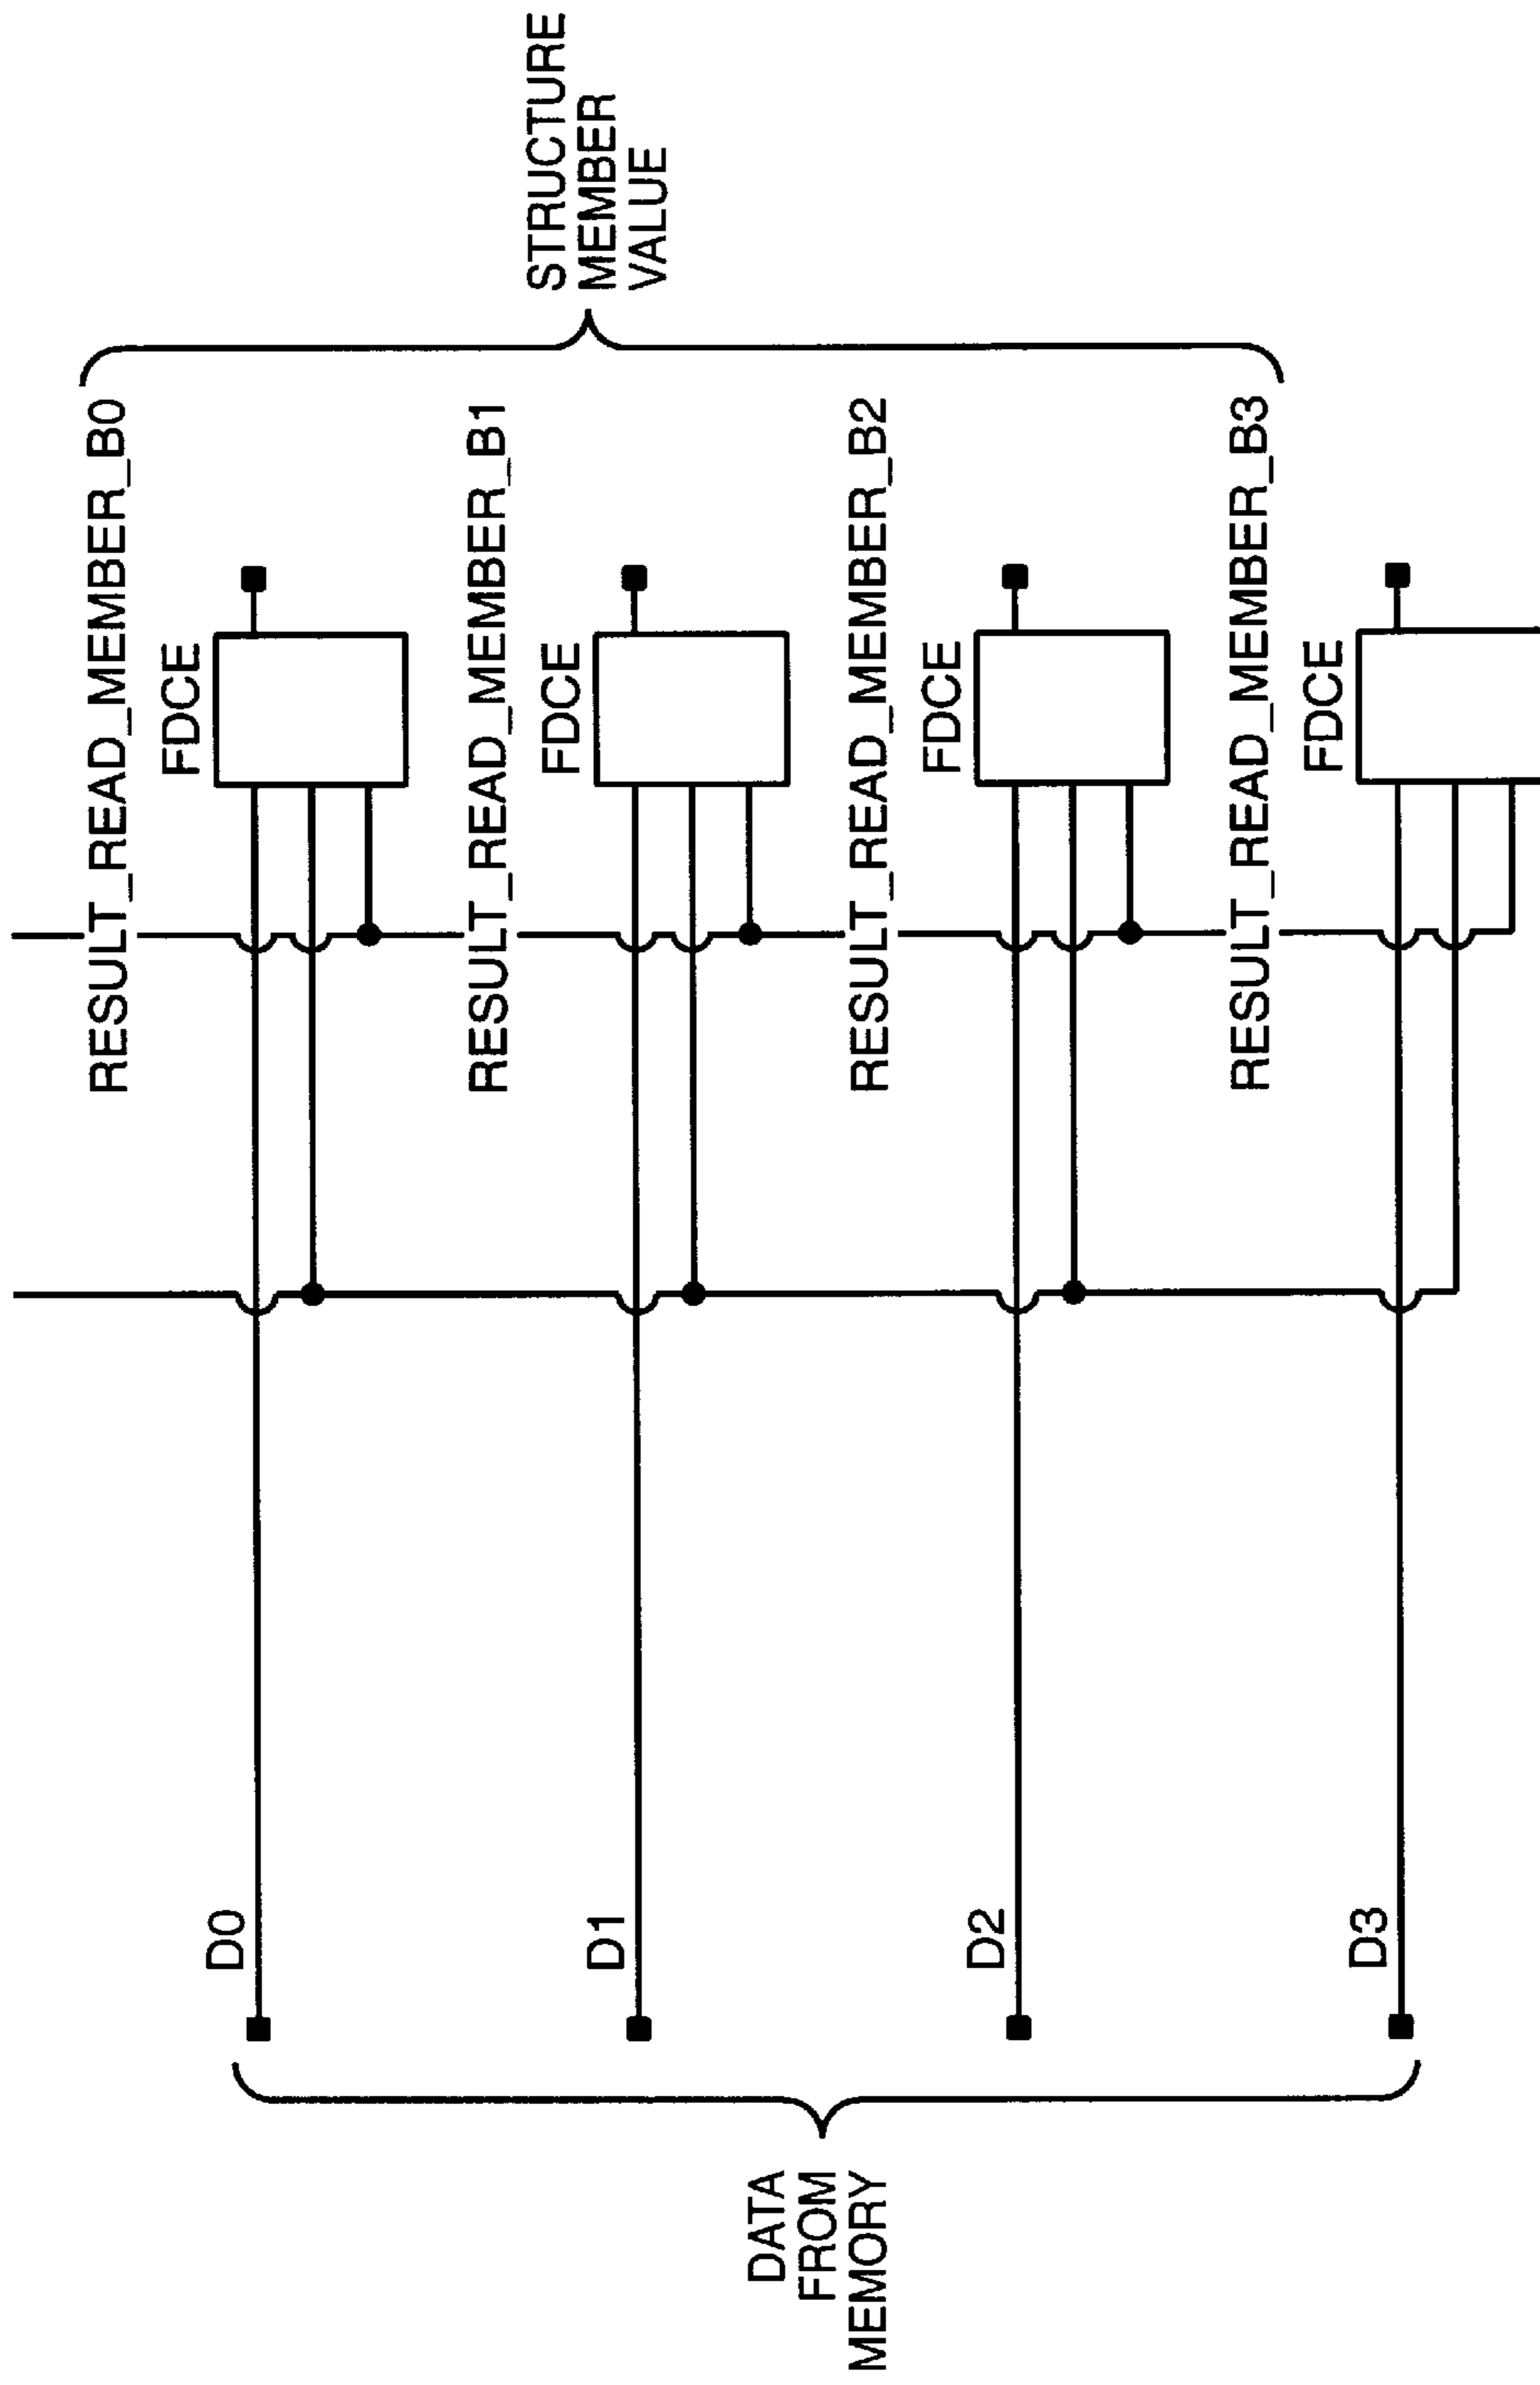 RESULT_READ_MEMBER_B0
FDCE
D0
RESULT_READ_MEMBER_B1
FDCE
D1
STRUCTURE
MEMBER
VALUE
DATA
FROM
MEMORY
RESULT_READ_MEMBER_B2
FDCE
D2
RESULT_READ_MEMBER_B3
FDCE
D3